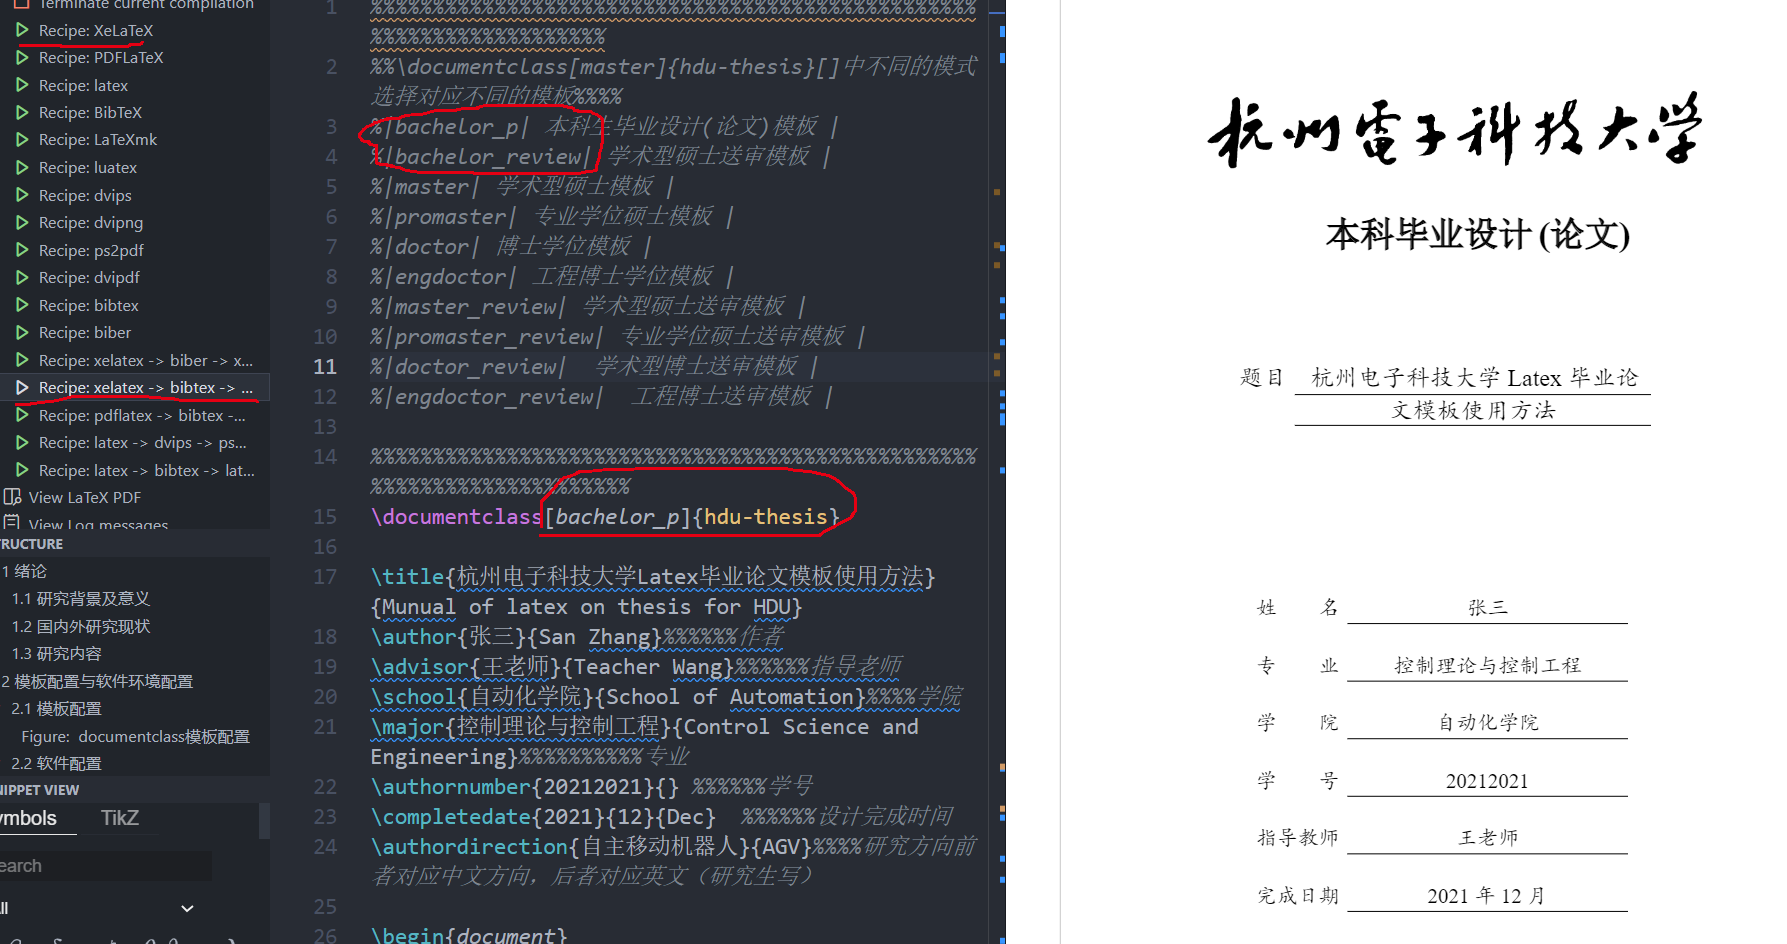 Terminate current compilation
Recipe: XeLaTeX
Recipe: PDFLaTeX
Recipe: latex
Recipe: BibTeX
Recipe: LaTeXmk
Recipe: luatex
Recipe: dvips
Recipe: dvipng
Recipe: ps2pdf
Recipe: dvipdf
Recipe: bibtex
Recipe: biber
Recipe: xelatex -> biber -> x...
Recipe: xelatex -> bibtex -> ...
Recipe: pdflatex -> bibtex -...
Recipe: latex -> dvips -> ps...
Recipe: latex -> bibtex -> lat...
View LaTeX PDF
View Log messages
RUCTURE
1 绪论
1.1 研究背景及意义
1.2 国内外研究现状
1.3 研究内容
2 模板配置与软件环境配置
2.1 模板配置
Figure: documentclass模板配置
2.2 软件配置
NIPPET VIEW
ymbols TikZ
earch
ll
1 %%%%%%%%%%%%%%%%%%%%%%%%%%%%%%%%%%%%%%%%%%%%%%%%%
%%%%%%%%%%%%%%%%%%%
2 %%\documentclass[master]{hdu-thesis}[]中不同的模式
选择对应不同的模板%%%%
3 %|bachelor_p| 本科生毕业设计(论文)模板 |
4 %|bachelor_review| 学术型硕士送审模板 |
5 %|master| 学术型硕士模板 |
6 %|promaster| 专业学位硕士模板 |
7 %|doctor| 博士学位模板 |
8 %|engdoctor| 工程博士学位模板 |
9 %|master_review| 学术型硕士送审模板 |
10 %|promaster_review| 专业学位硕士送审模板 |
11 %|doctor_review|  学术型博士送审模板 |
12 %|engdoctor_review|  工程博士送审模板 |
13
14 %%%%%%%%%%%%%%%%%%%%%%%%%%%%%%%%%%%%%%%%%%%%%%%%%
%%%%%%%%%%%%%%%%%%%%%
15 \documentclass[bachelor_p]{hdu-thesis}
16
17 \title{杭州电子科技大学Latex毕业论文模板使用方法}
{Munual of latex on thesis for HDU}
18 \author{张三}{San Zhang}%%%%%%作者
19 \advisor{王老师}{Teacher Wang}%%%%%%指导老师
20 \school{自动化学院}{School of Automation}%%%%学院
21 \major{控制理论与控制工程}{Control Science and
Engineering}%%%%%%%%%%专业
22 \authornumber{20212021}{} %%%%%%学号
23 \completedate{2021}{12}{Dec}  %%%%%%设计完成时间
24 \authordirection{自主移动机器人}{AGV}%%%%研究方向前
者对应中文方向，后者对应英文（研究生写）
25
26 \begin{document}
杭州電子科技大学
本科毕业设计 (论文)
题目 杭州电子科技大学 Latex 毕业论
文模板使用方法
姓 名 张三
专 业 控制理论与控制工程
学 院 自动化学院
学 号 20212021
指导教师 王老师
完成日期 2021 年 12 月